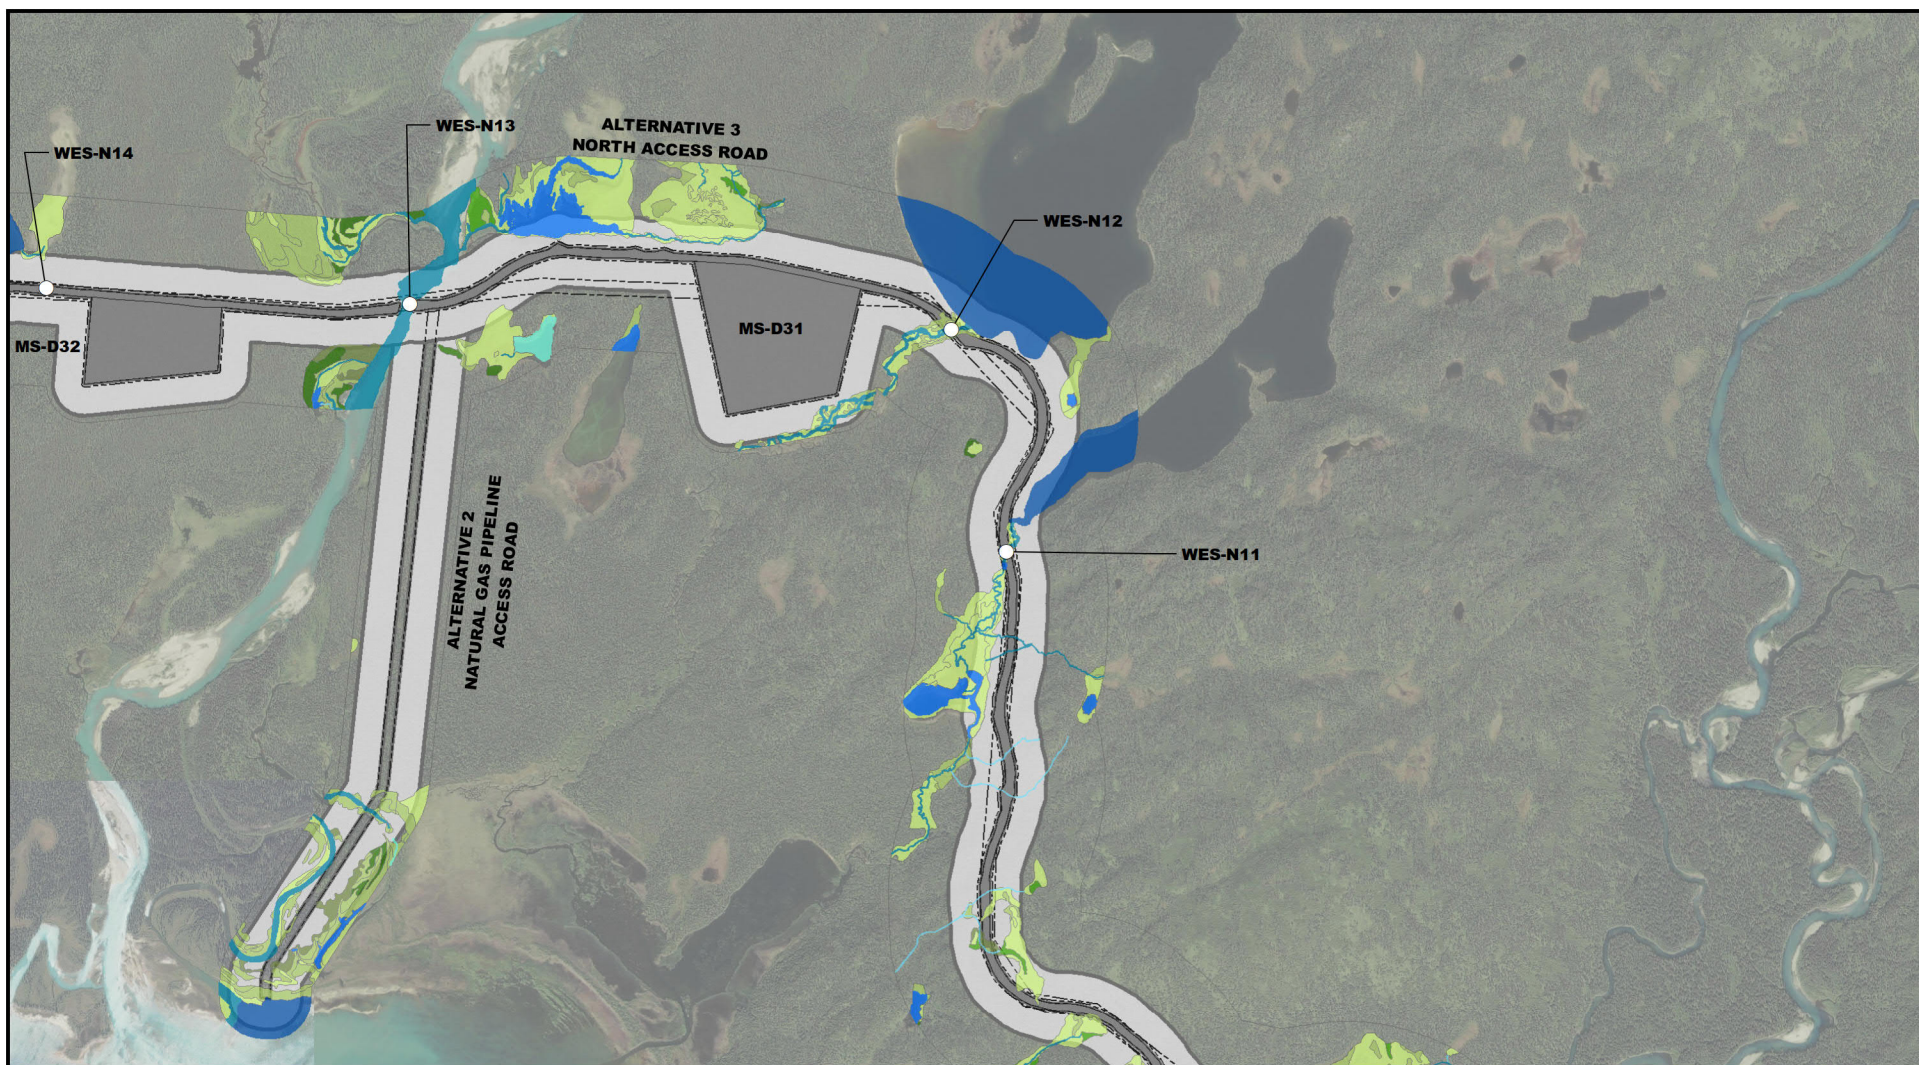 WES-N13
ALTERNATIVE 3
NORTH ACCESS ROAD
WES-N14
WES-N12
MS-D31
MS-D32
ALTERNATIVE 2
NATURAL GAS PIPELINE
ACCESS ROAD
WES-N11